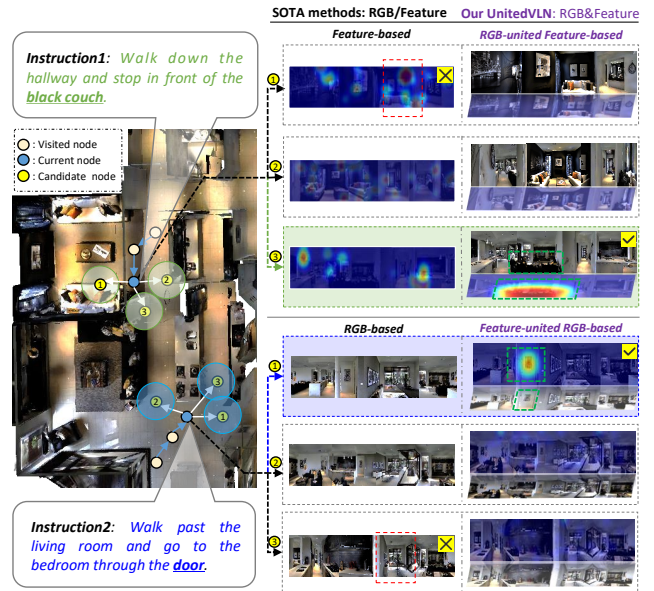 SOTA methods: RGB/Feature
Our UnitedVLN: RGB&Feature
Feature-based
RGB-united Feature-based
Instruction1: Walk down the
hallway and stop in front of the
black couch.
: Visited node
: Current node
: Candidate node
1
2
3
1
2
3
RGB-based
Feature-united RGB-based
1
2
3
3
2
1
Instruction2: Walk past the
living room and go to the
bedroom through the door.